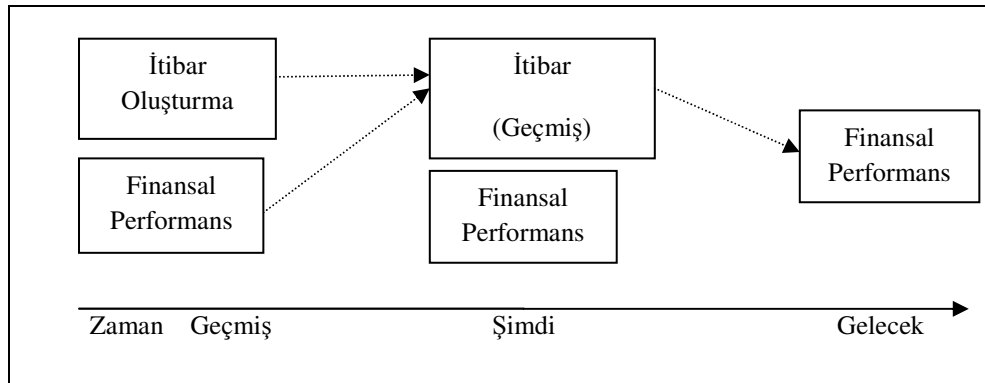 İtibar
Oluşturma
Finansal
Performans
İtibar
(Geçmiş)
Finansal
Performans
Finansal
Performans
Zaman Geçmiş Şimdi Gelecek